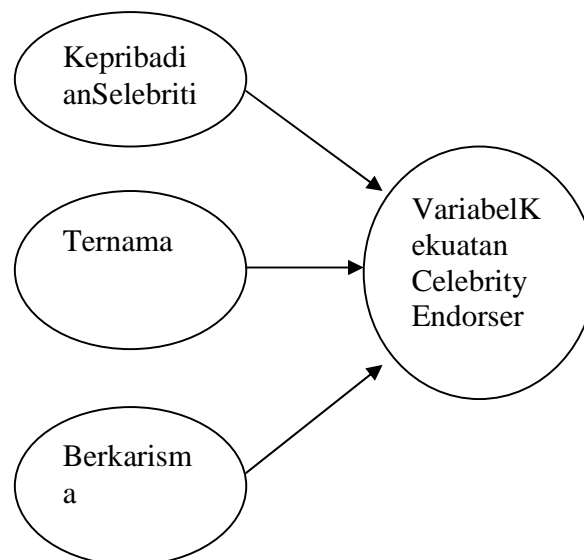 Kepribadi
anSelebriti
Ternama
VariabelK
ekuatan
Celebrity
Endorser
Berkarism
a